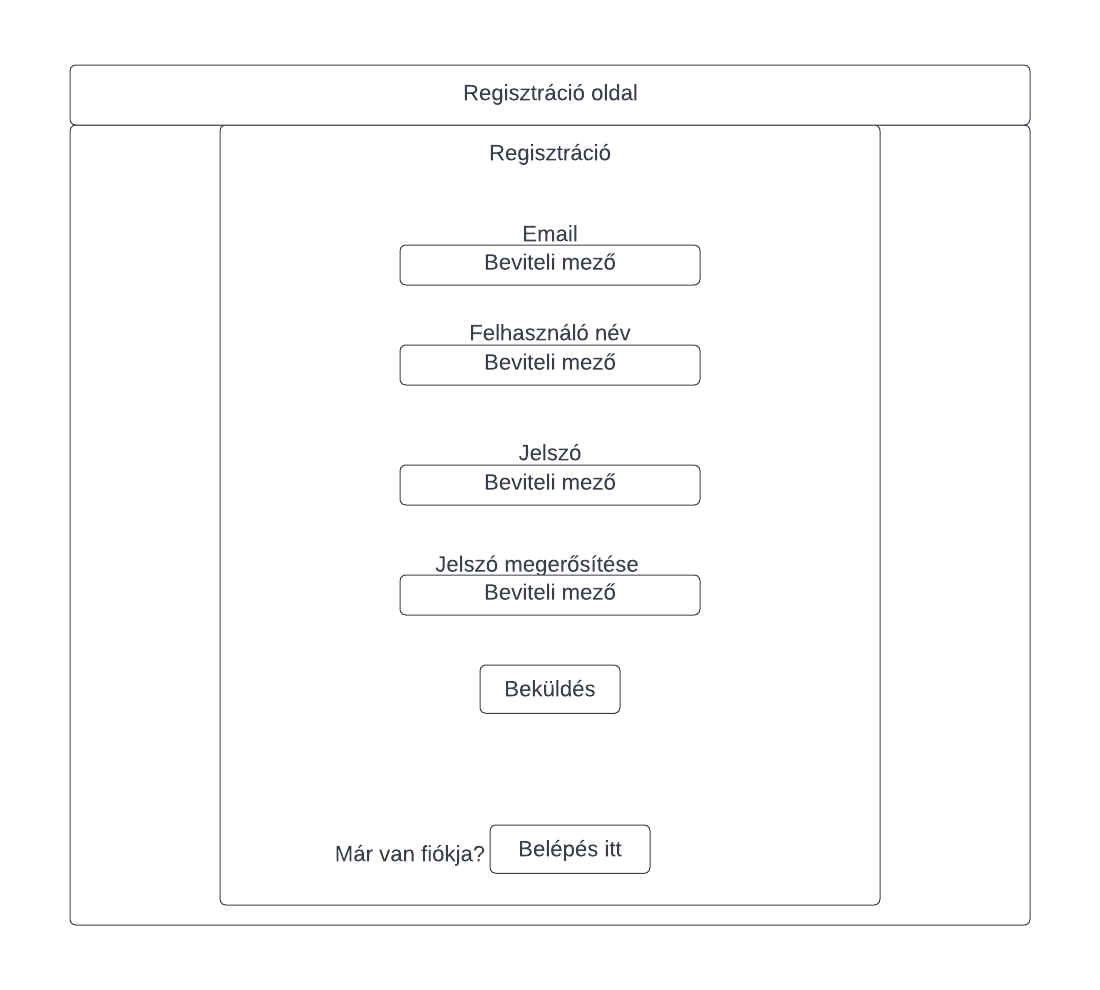 Regisztráció oldal
Regisztráció
Email
Beviteli mező
Felhasználó név
Beviteli mező
Jelszó
Beviteli mező
Jelszó megerősítése
Beviteli mező
Beküldés
Már van fiókja? Belépés itt